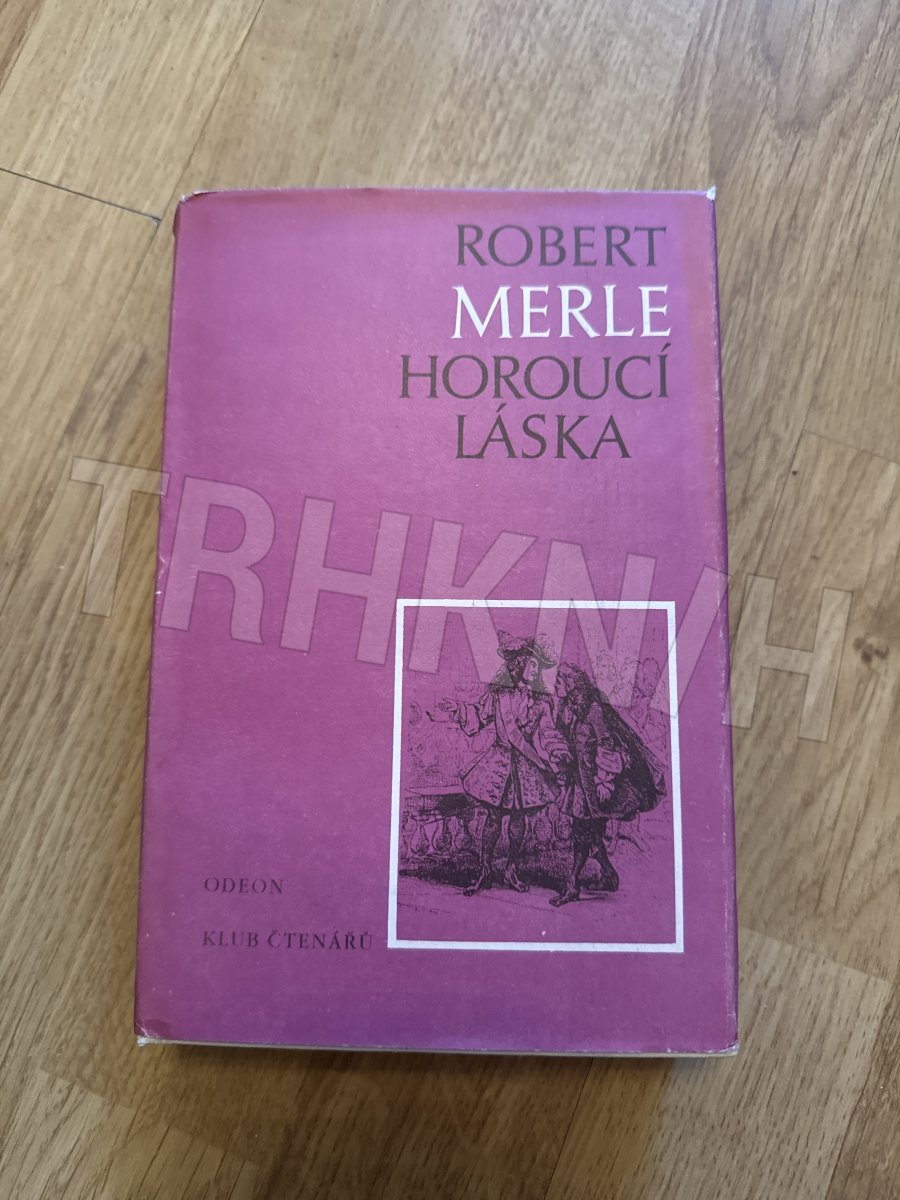 ROBERT
MERLE
HOROUCÍ
LÁSKA
TRHKNIH
ODEON
KLUB ČTENÁŘŮ